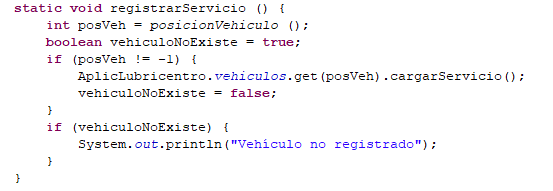 static void registrarServicio () {
    int posVeh = posicionVehiculo ();
    boolean vehiculoNoExiste = true;
    if (posVeh != -1) {
        AplicLubricentro.vehiculos.get(posVeh).cargarServicio();
        vehiculoNoExiste = false;
    }
    if (vehiculoNoExiste) {
        System.out.println("Vehículo no registrado");
    }
}